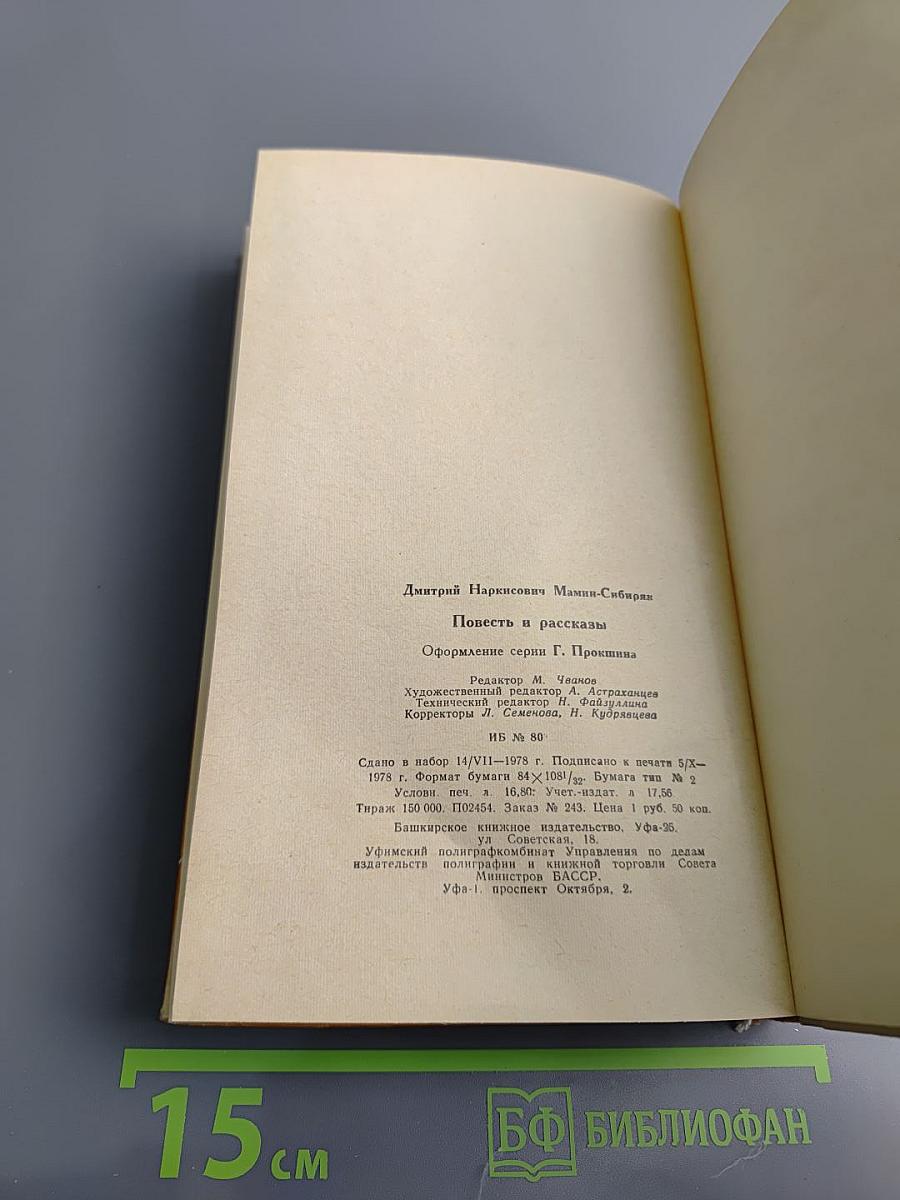 Дмитрий Наркисович Мамин-Сибиряк
Повесть и рассказы
Оформление серии Г. Прокшина
Редактор М. Чванов
Художественный редактор А. Астраханцев
Технический редактор Н. Файзуллина
Корректоры Л. Семенова, Н. Кудрявцева
ИБ № 80
Сдано в набор 14/VII—1978 г. Подписано к печати 5/X—
1978 г. Формат бумаги 84×108¹/₃₂. Бумага тип № 2
Условн. печ. л. 16,80: Учет.-издат. л 17,56
Тираж 150 000. П02454. Заказ № 243. Цена 1 руб. 50 коп.
Башкирское книжное издательство, Уфа-25,
ул Советская, 18.
Уфимский полиграфкомбинат Управления по делам
издательств полиграфии и книжной торговли Совета
Министров БАССР.
Уфа-1, проспект Октября, 2.
15 см
БФ БИБЛИОФАН